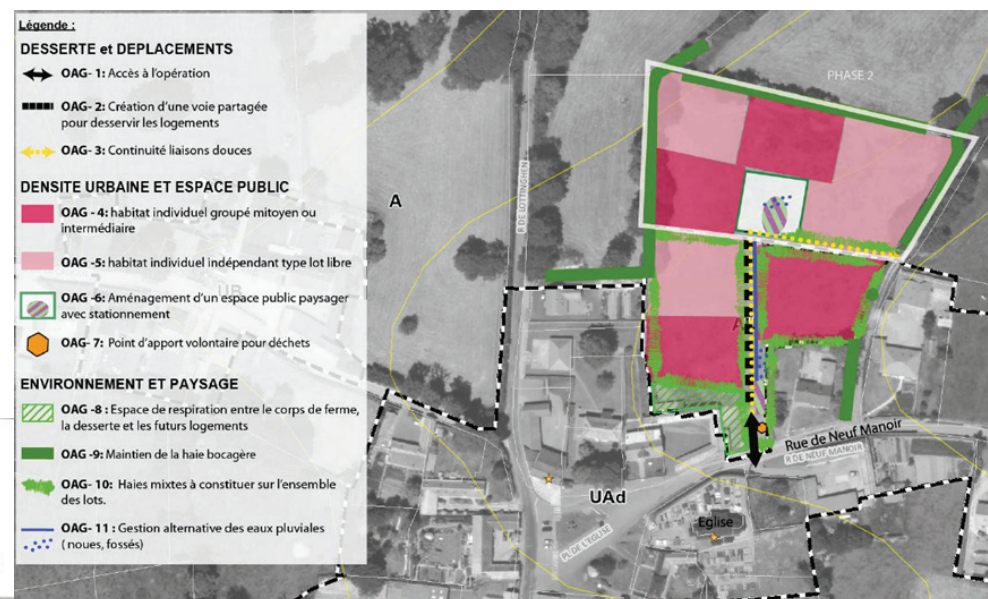 Légende :
DESSERTE et DEPLACEMENTS
OAG- 1: Accès à l'opération
OAG- 2: Création d'une voie partagée
pour desservir les logements
OAG- 3: Continuité liaisons douces
DENSITE URBAINE ET ESPACE PUBLIC
OAG - 4: habitat individuel groupé mitoyen ou
intermédiaire
OAG -5: habitat individuel indépendant type lot libre
OAG -6: Aménagement d'un espace public paysager
avec stationnement
OAG- 7: Point d'apport volontaire pour déchets
ENVIRONNEMENT ET PAYSAGE
OAG -8 : Espace de respiration entre le corps de ferme,
la desserte et les futurs logements
OAG-9: Maintien de la haie bocagère
OAG- 10: Haies mixtes à constituer sur l'ensemble
des lots.
OAG- 11 : Gestion alternative des eaux pluviales
( noues, fossés)
UB
PHASE 2
A
R DE LOTTINGHEN
Rue de Neuf Manoir
R DE NEUF MANOIR
UAd
Eglise
PL DE L'EGLISE